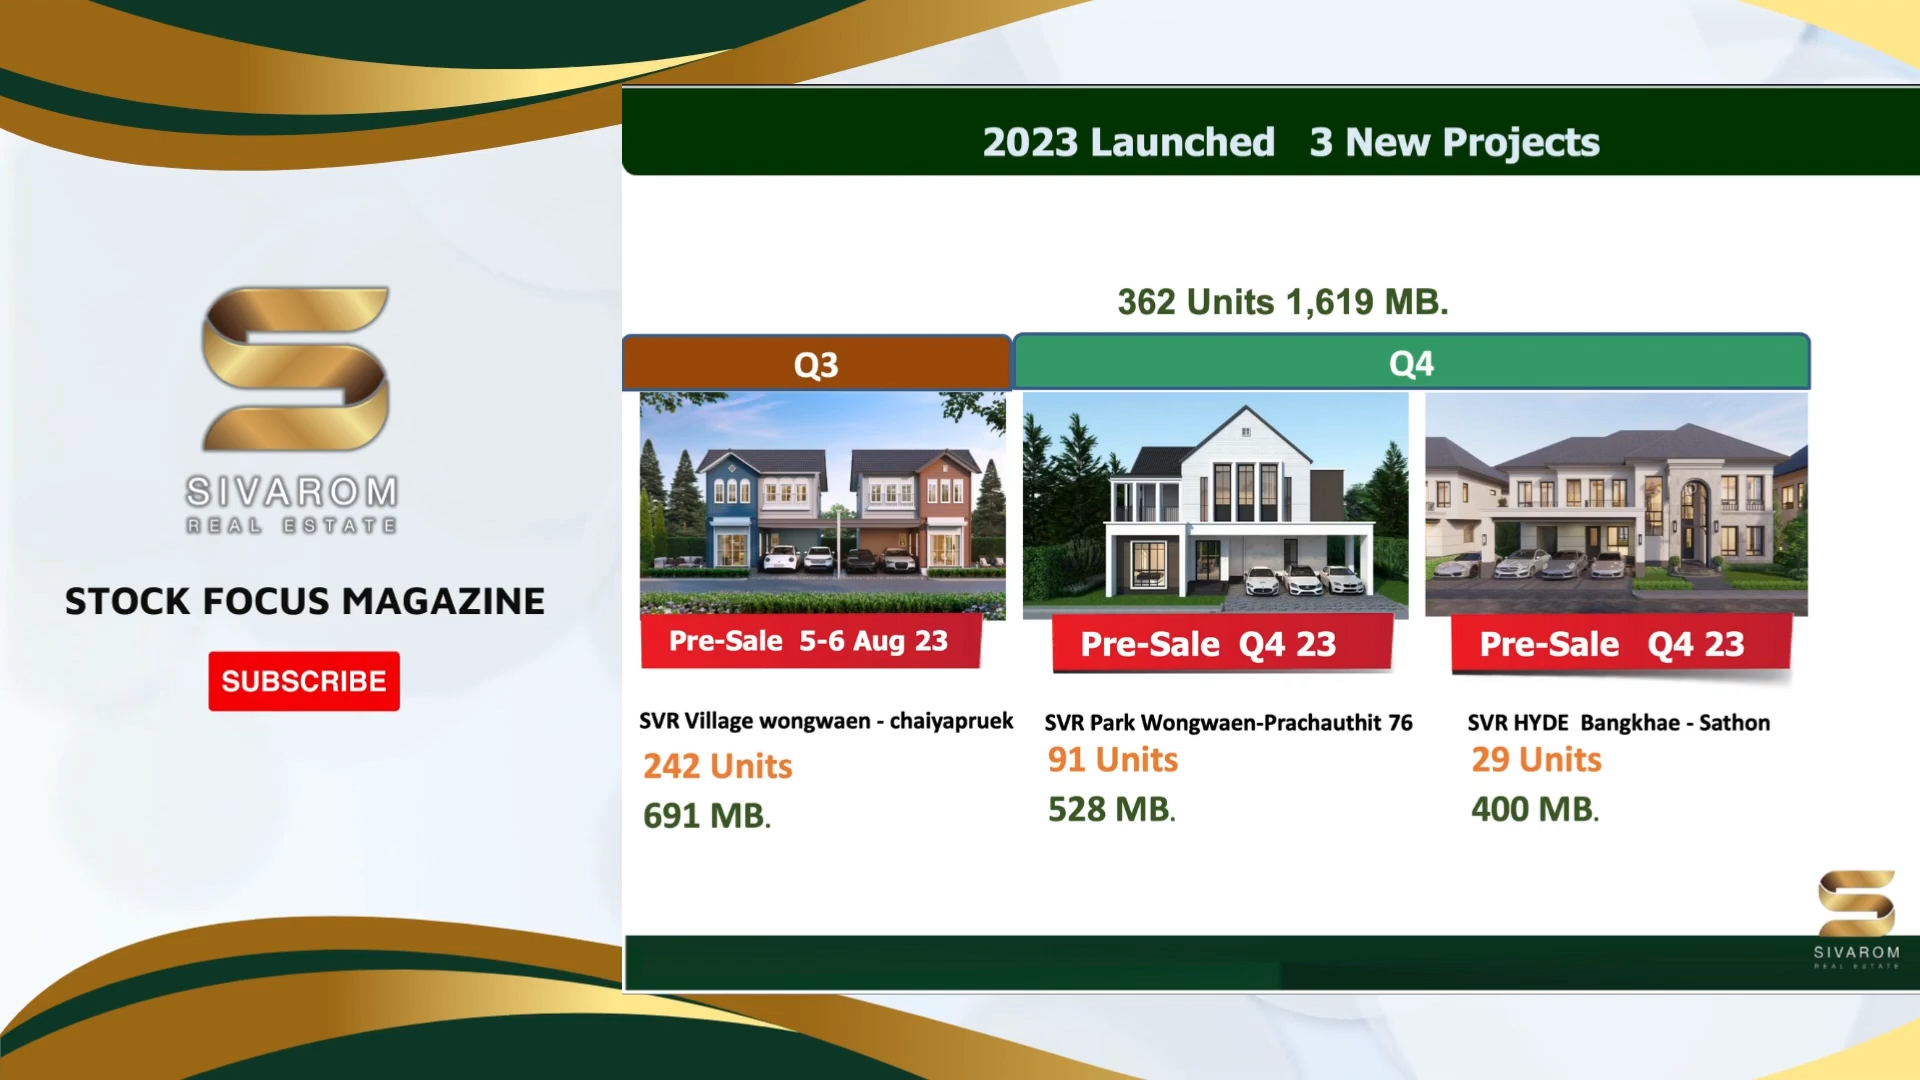 SIVAROM
REAL ESTATE
STOCK FOCUS MAGAZINE
SUBSCRIBE
2023 Launched 3 New Projects
362 Units 1,619 MB.
Q3
Q4
Pre-Sale 5-6 Aug 23
Pre-Sale Q4 23
Pre-Sale Q4 23
SVR Village wongwaen - chaiyapruek
242 Units
691 MB.
SVR Park Wongwaen-Prachauthit 76
91 Units
528 MB.
SVR HYDE Bangkhae - Sathon
29 Units
400 MB.
SIVAROM
REAL ESTATE